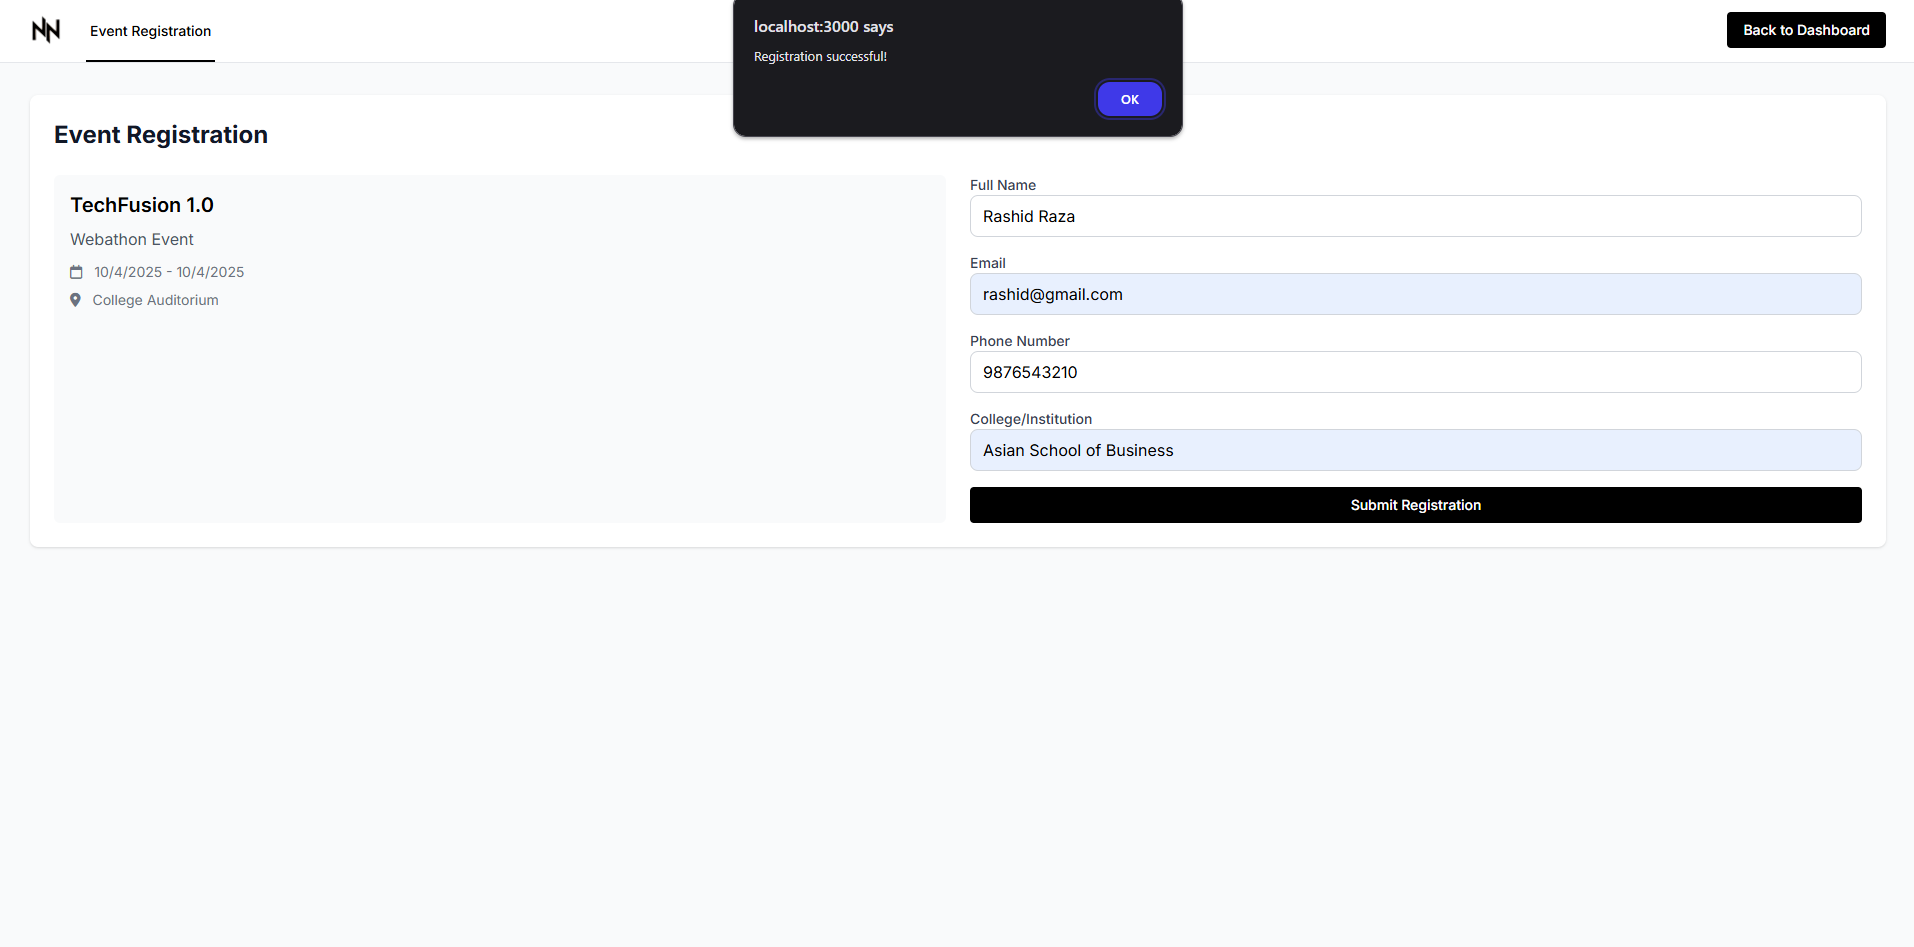 Event Registration
localhost:3000 says
Registration successful!
OK
Back to Dashboard
Event Registration
TechFusion 1.0
Webathon Event
10/4/2025 - 10/4/2025
College Auditorium
Full Name
Rashid Raza
Email
rashid@gmail.com
Phone Number
9876543210
College/Institution
Asian School of Business
Submit Registration